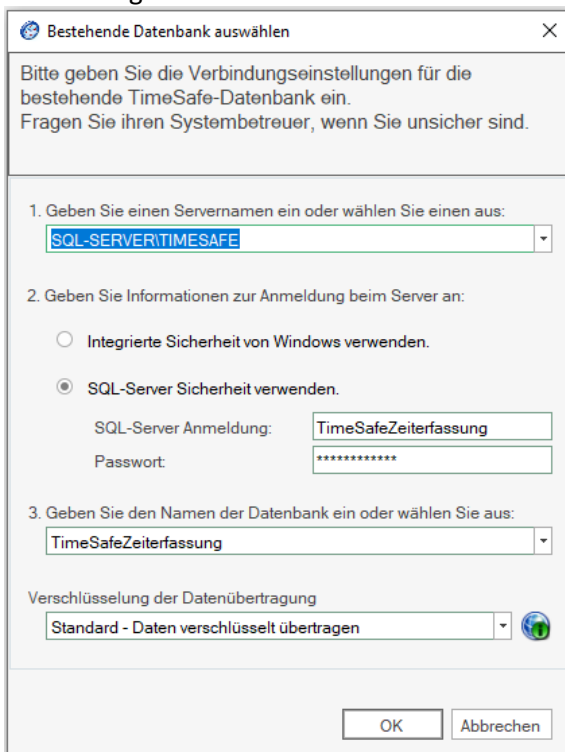 Bestehende Datenbank auswählen
Bitte geben Sie die Verbindungseinstellungen für die
bestehende TimeSafe-Datenbank ein.
Fragen Sie ihren Systembetreuer, wenn Sie unsicher sind.
1. Geben Sie einen Servernamen ein oder wählen Sie einen aus:
SQL-SERVER\TIMESAFE
2. Geben Sie Informationen zur Anmeldung beim Server an:
Integrierte Sicherheit von Windows verwenden.
SQL-Server Sicherheit verwenden.
SQL-Server Anmeldung: TimeSafeZeiterfassung
Passwort: ************
3. Geben Sie den Namen der Datenbank ein oder wählen Sie aus:
TimeSafeZeiterfassung
Verschlüsselung der Datenübertragung
Standard - Daten verschlüsselt übertragen
OK Abbrechen